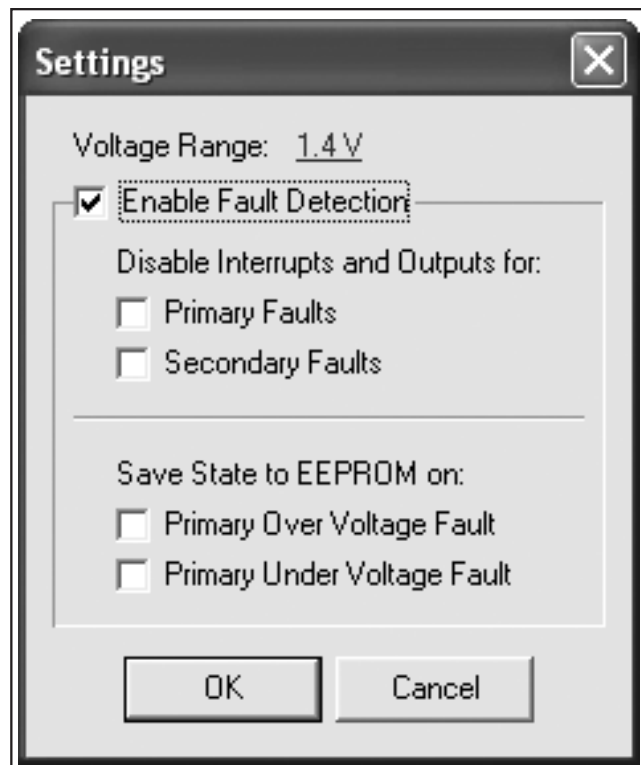 Settings
Voltage Range: 1.4 V
Enable Fault Detection
Disable Interrupts and Outputs for:
Primary Faults
Secondary Faults
Save State to EEPROM on:
Primary Over Voltage Fault
Primary Under Voltage Fault
OK Cancel